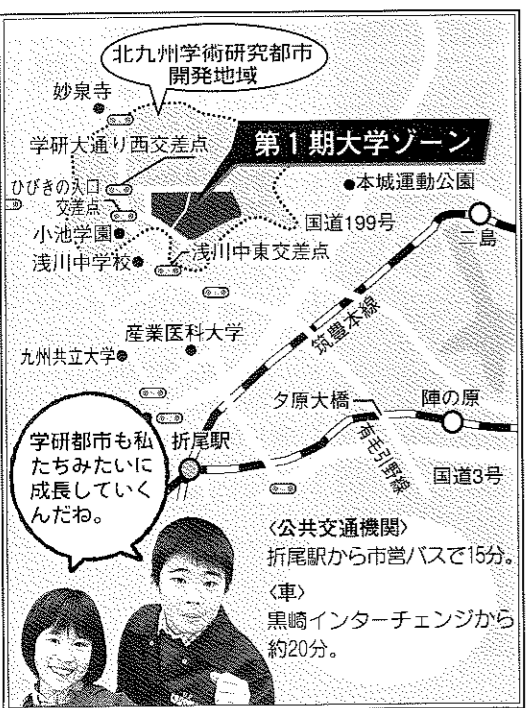 北九州学術研究都市
開発地域
妙泉寺
学研大通り西交差点
第1期大学ゾーン
ひびきの入口
交差点
本城運動公園
国道199号
小池学園
二島
浅川中学校
浅川中東交差点
産業医科大学
筑豊本線
九州共立大学
夕原大橋
陣の原
学研都市も私
たちみたいに
成長していく
んだね。
折尾駅
有毛引野線
国道3号
〈公共交通機関〉
折尾駅から市営バスで15分。
〈車〉
黒崎インターチェンジから
約20分。